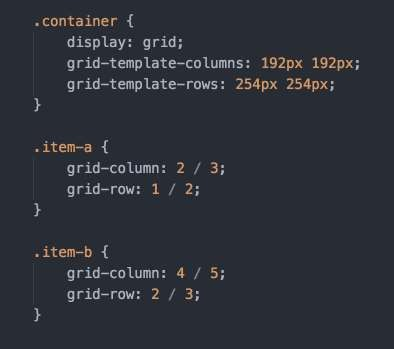 .container {
    display: grid;
    grid-template-columns: 192px 192px;
    grid-template-rows: 254px 254px;
}

.item-a {
    grid-column: 2 / 3;
    grid-row: 1 / 2;
}

.item-b {
    grid-column: 4 / 5;
    grid-row: 2 / 3;
}